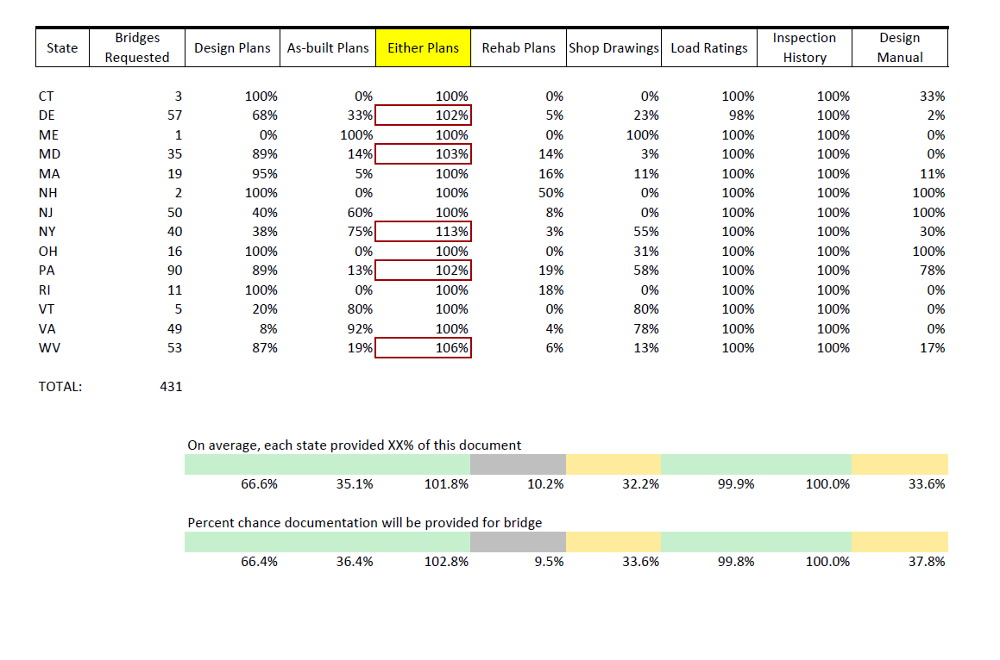 State Bridges Requested Design Plans As-built Plans Either Plans Rehab Plans Shop Drawings Load Ratings Inspection History Design Manual
CT 3 100% 0% 100% 0% 0% 100% 100% 33%
DE 57 68% 33% 102% 5% 23% 98% 100% 2%
ME 1 0% 100% 100% 0% 100% 100% 100% 0%
MD 35 89% 14% 103% 14% 3% 100% 100% 0%
MA 19 95% 5% 100% 16% 11% 100% 100% 11%
NH 2 100% 0% 100% 50% 0% 100% 100% 100%
NJ 50 40% 60% 100% 8% 0% 100% 100% 100%
NY 40 38% 75% 113% 3% 55% 100% 100% 30%
OH 16 100% 0% 100% 0% 31% 100% 100% 100%
PA 90 89% 13% 102% 19% 58% 100% 100% 78%
RI 11 100% 0% 100% 18% 0% 100% 100% 0%
VT 5 20% 80% 100% 0% 80% 100% 100% 0%
VA 49 8% 92% 100% 4% 78% 100% 100% 0%
WV 53 87% 19% 106% 6% 13% 100% 100% 17%
TOTAL: 431
On average, each state provided XX% of this document
66.6% 35.1% 101.8% 10.2% 32.2% 99.9% 100.0% 33.6%
Percent chance documentation will be provided for bridge
66.4% 36.4% 102.8% 9.5% 33.6% 99.8% 100.0% 37.8%